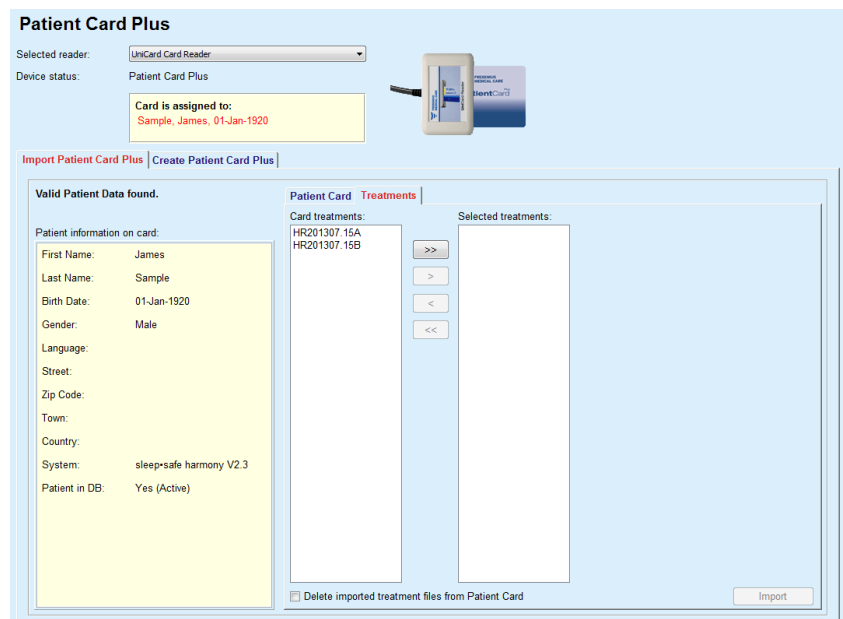 Patient Card Plus
Selected reader: UniCard Card Reader
Device status: Patient Card Plus
Card is assigned to:
Sample, James, 01-Jan-1920
FRESENIUS
MEDICAL CARE
tientCard
Import Patient Card Plus Create Patient Card Plus
Valid Patient Data found.
Patient information on card:
First Name: James
Last Name: Sample
Birth Date: 01-Jan-1920
Gender: Male
Language:
Street:
Zip Code:
Town:
Country:
System: sleep•safe harmony V2.3
Patient in DB: Yes (Active)
Patient Card Treatments
Card treatments: Selected treatments:
HR201307.15A
HR201307.15B
>>
>
<
<<
Delete imported treatment files from Patient Card
Import